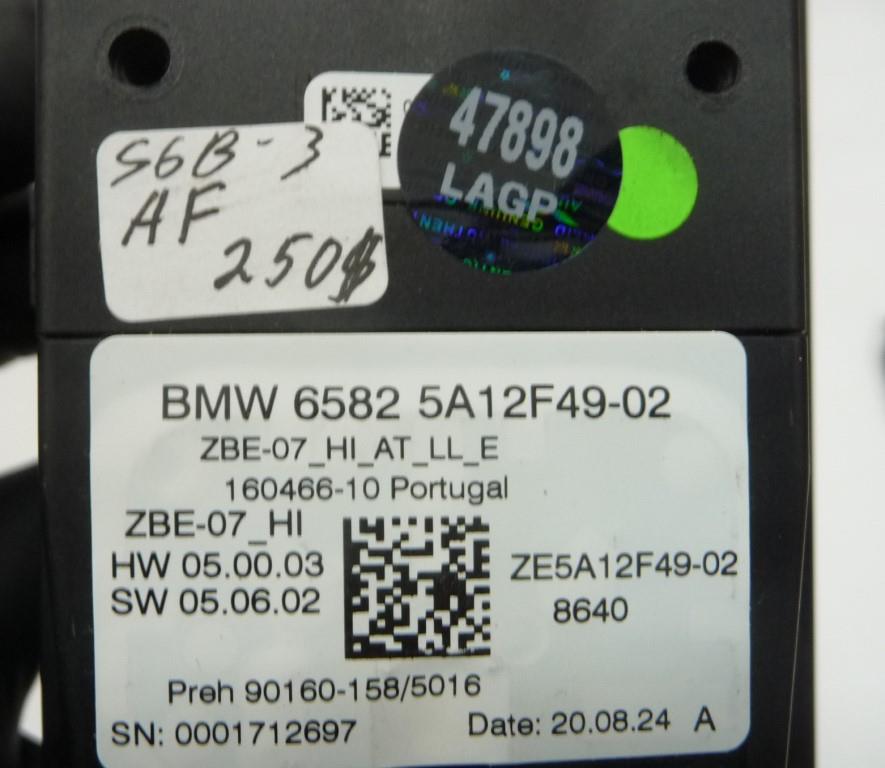 S6B-3
AF
250$
47898
LAGP
BMW 6582 5A12F49-02
ZBE-07_HI_AT_LL_E
160466-10 Portugal
ZBE-07_HI
HW 05.00.03
SW 05.06.02
ZE5A12F49-02
8640
Preh 90160-158/5016
SN: 0001712697
Date: 20.08.24 A